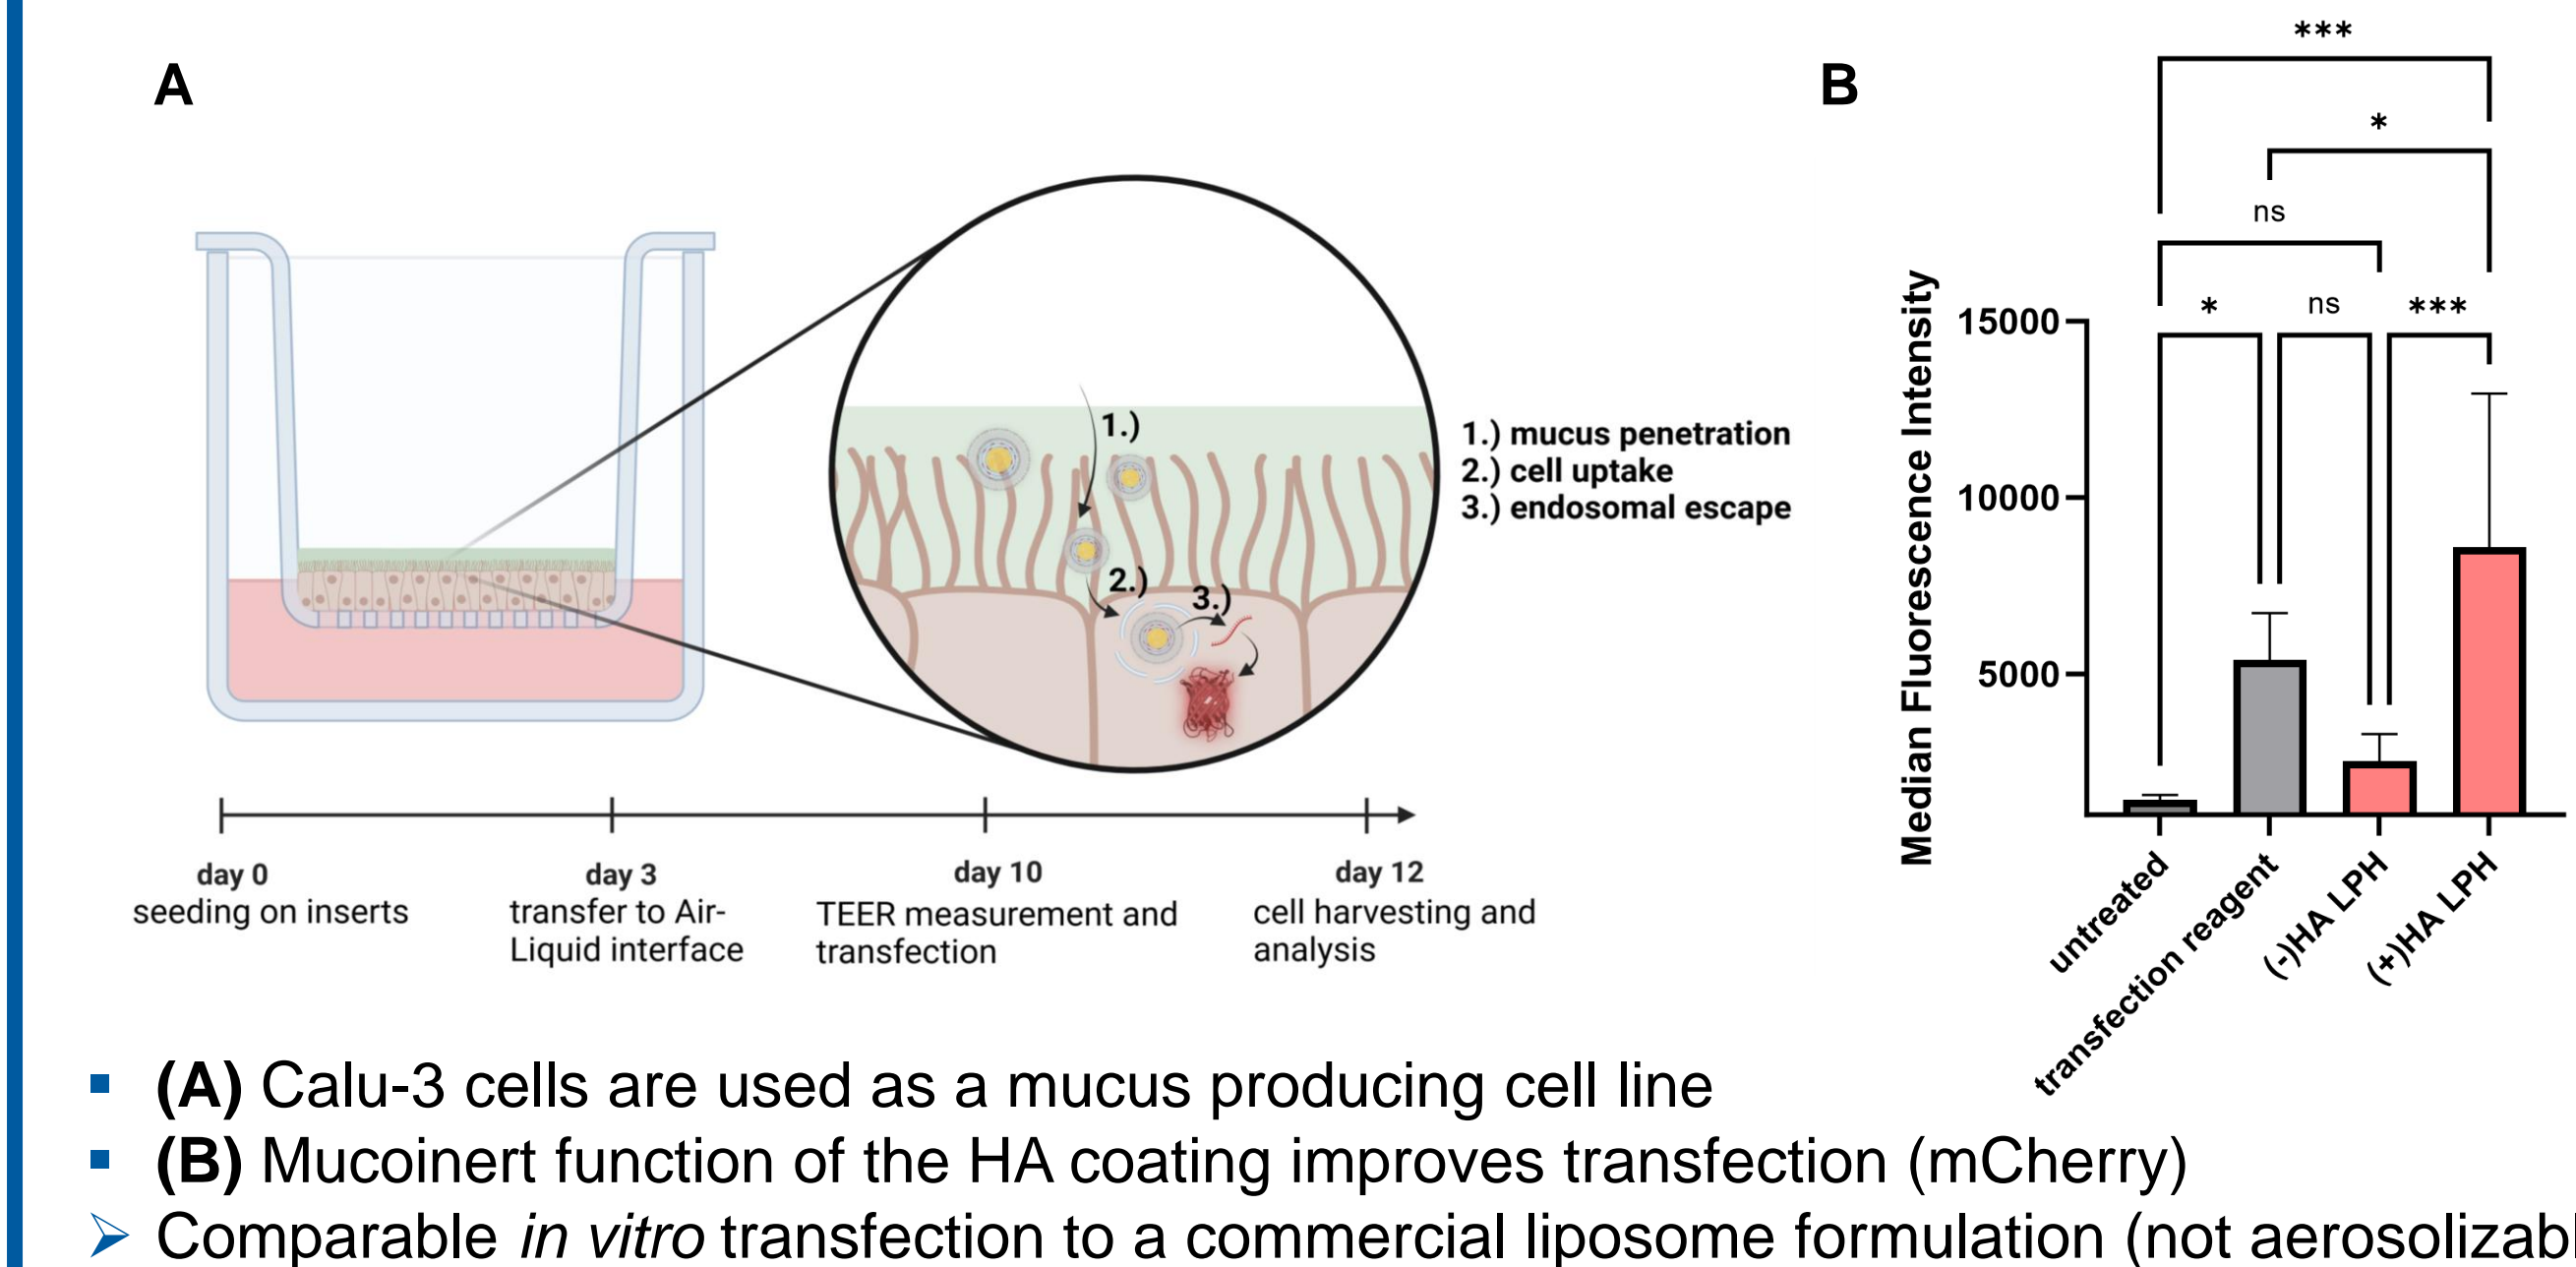 A
1.)
2.)
3.)
1.) mucus penetration
2.) cell uptake
3.) endosomal escape
day 0
seeding on inserts
day 3
transfer to Air-
Liquid interface
day 10
TEER measurement and
transfection
day 12
cell harvesting and
analysis
B
***
*
ns
* ns ***
Median Fluorescence Intensity
15000
10000
5000
untreated
transfection reagent
(-)HA LPH
(+)HA LPH
▪ (A) Calu-3 cells are used as a mucus producing cell line
▪ (B) Mucoinert function of the HA coating improves transfection (mCherry)
➢ Comparable in vitro transfection to a commercial liposome formulation (not